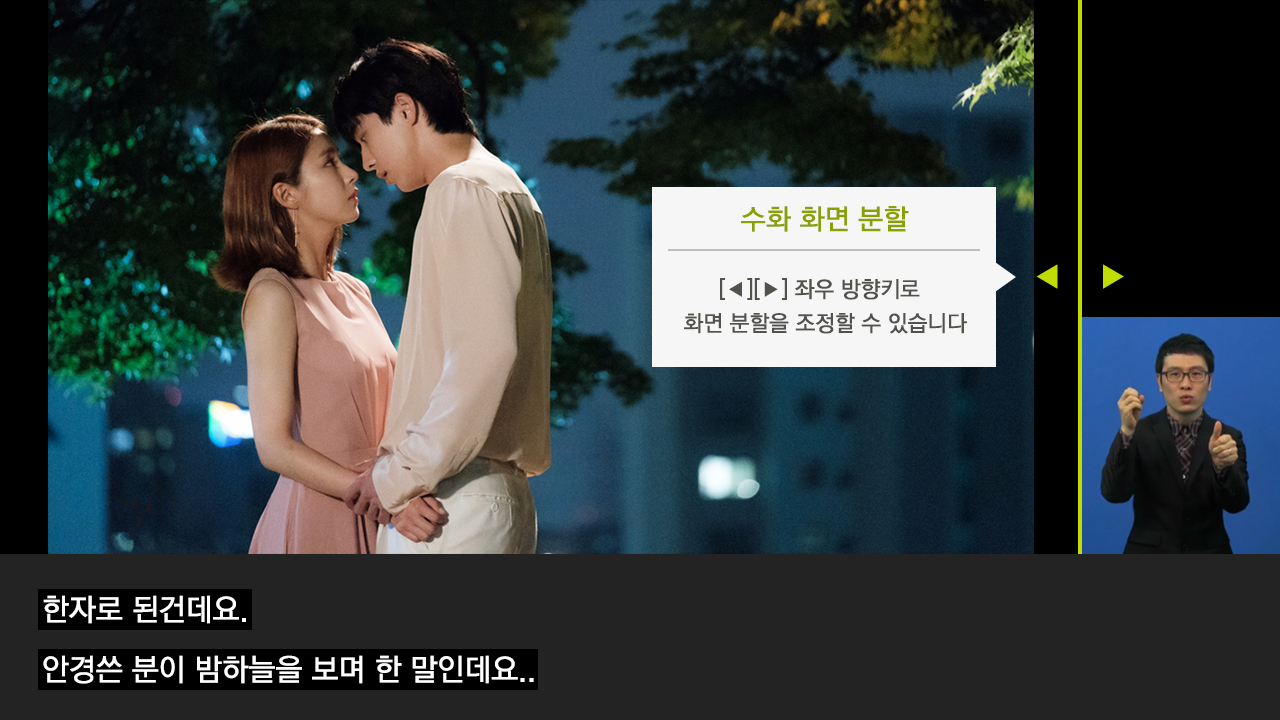 수화 화면 분할
[◀][▶] 좌우 방향키로
화면 분할을 조정할 수 있습니다
한자로 된건데요.
안경쓴 분이 밤하늘을 보며 한 말인데요..